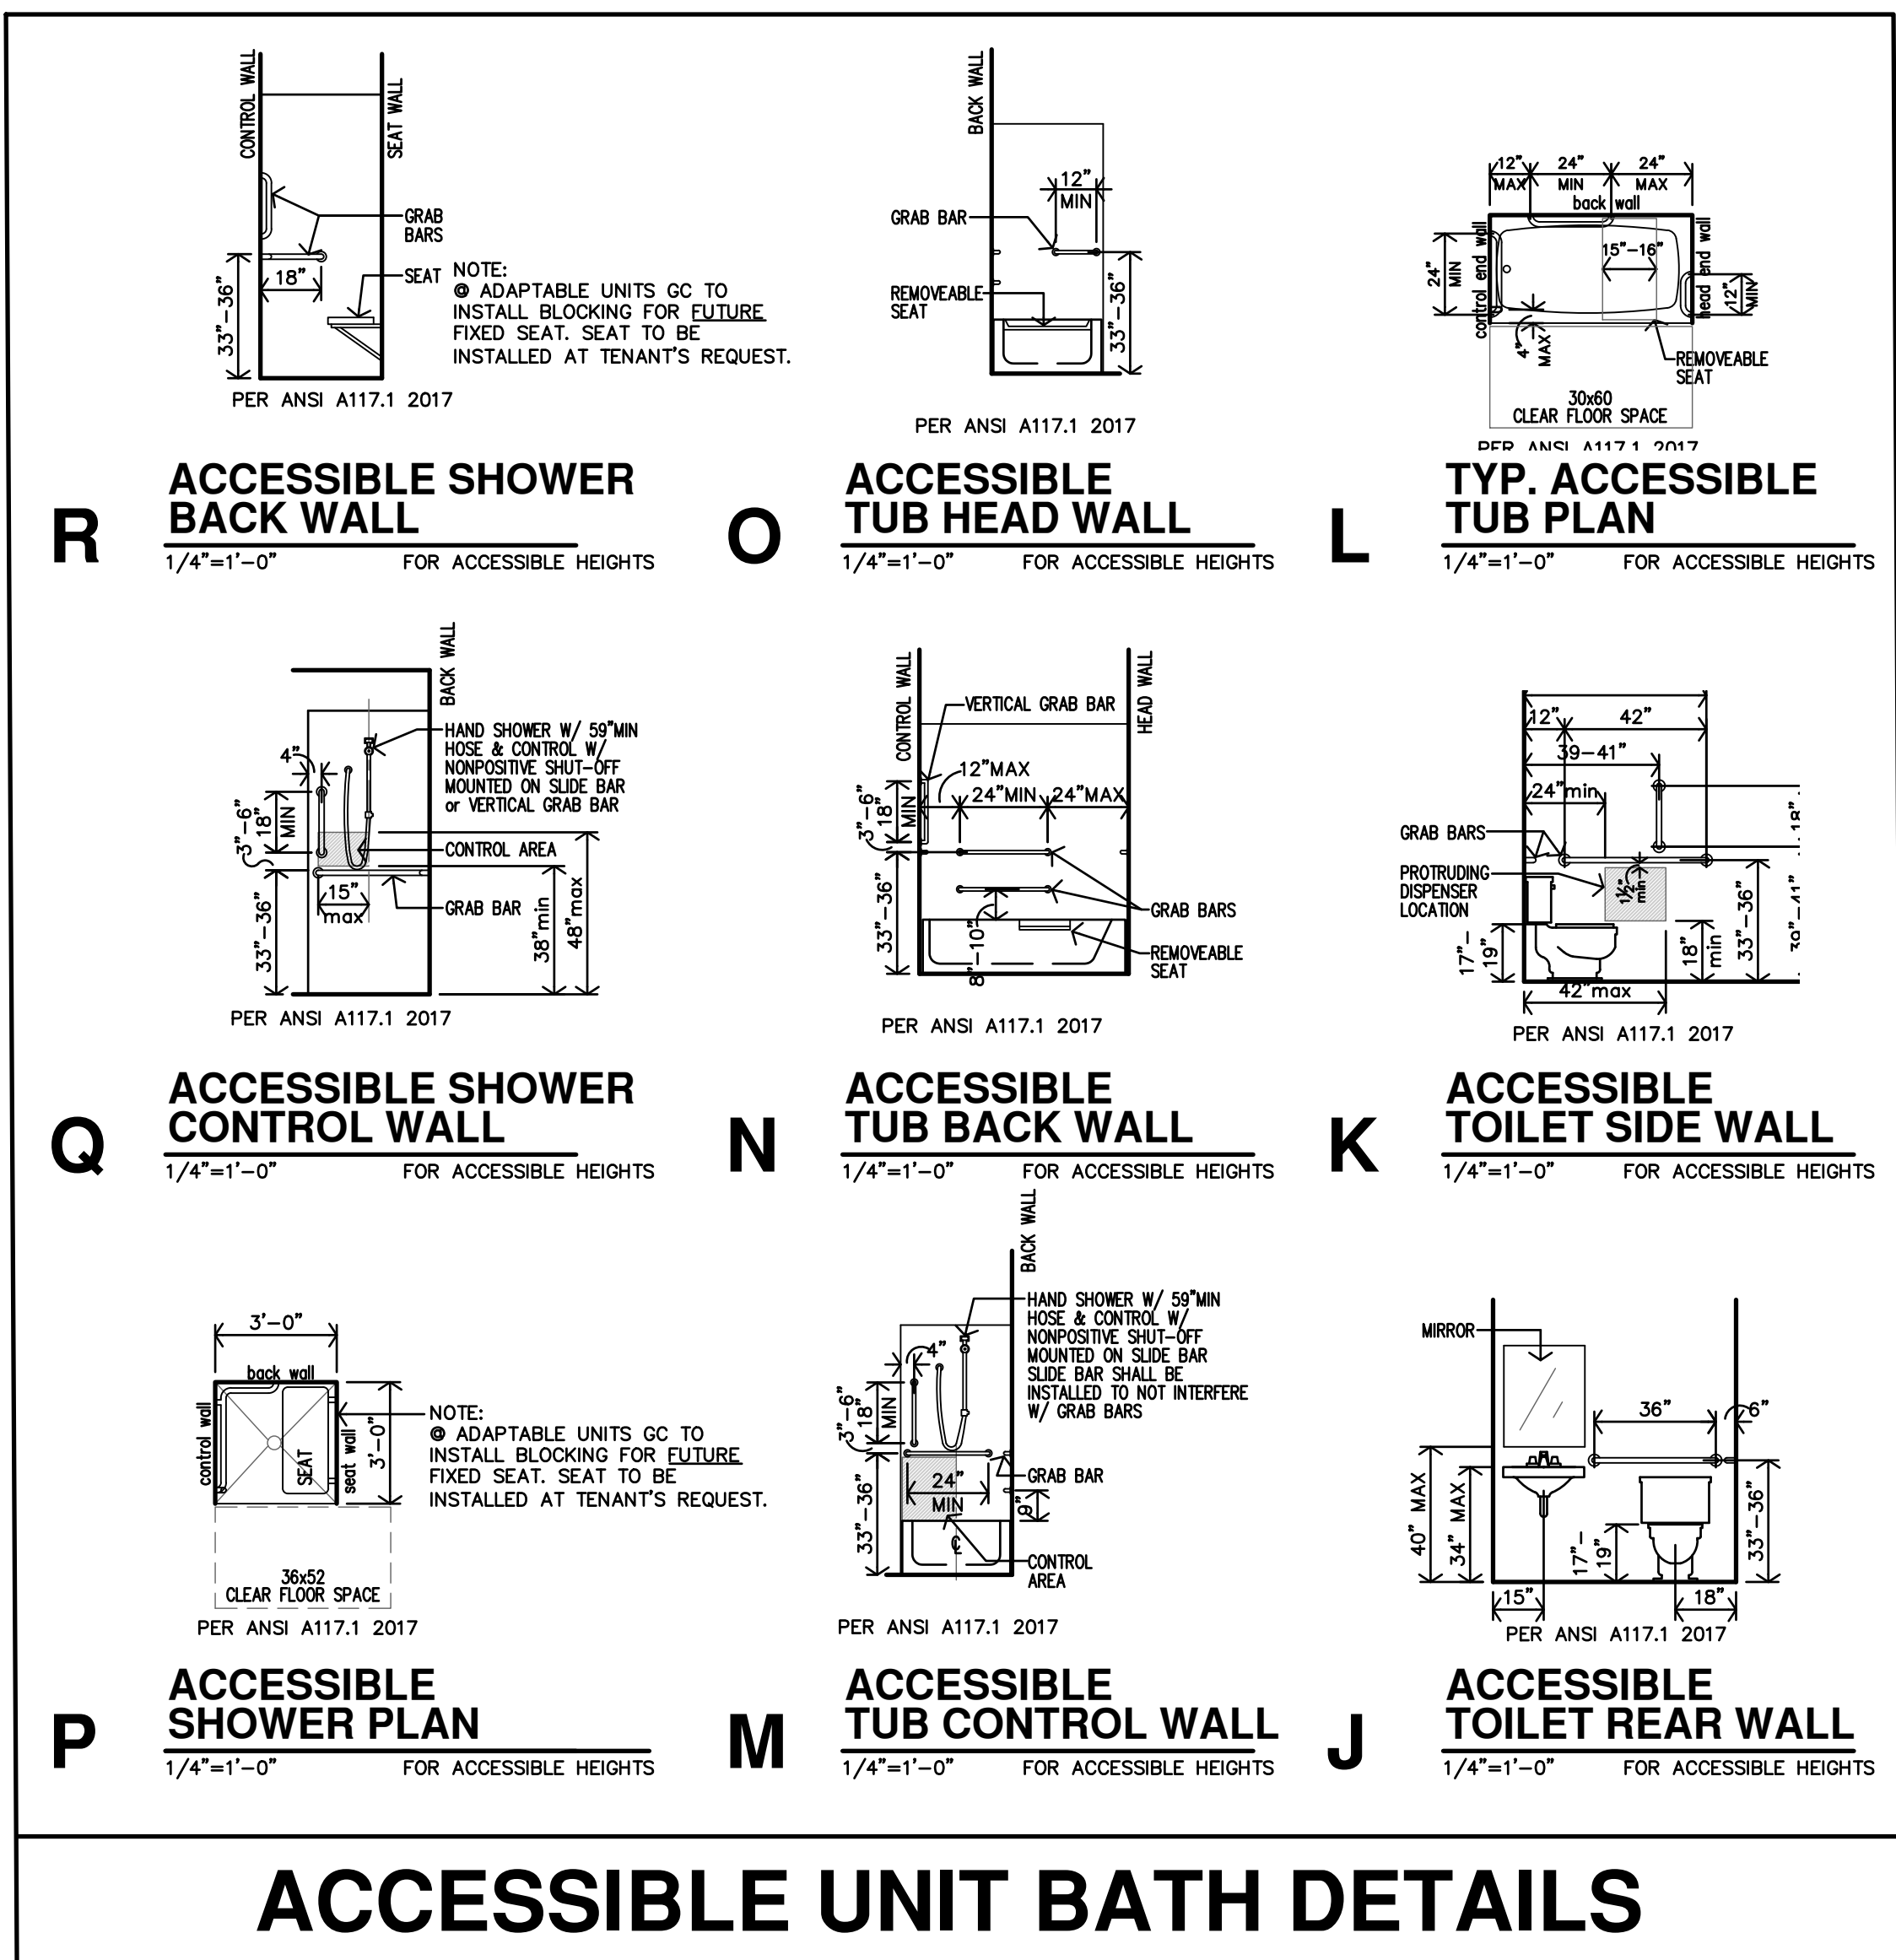 CONTROL WALL
SEAT WALL
GRAB
BARS
18"
SEAT
33"-36"
NOTE:
@ ADAPTABLE UNITS GC TO
INSTALL BLOCKING FOR FUTURE
FIXED SEAT. SEAT TO BE
INSTALLED AT TENANT'S REQUEST.
PER ANSI A117.1 2017
R
ACCESSIBLE SHOWER
BACK WALL
1/4"=1'-0" FOR ACCESSIBLE HEIGHTS
BACK WALL
12"
MIN
GRAB BAR
REMOVEABLE
SEAT
33"-36"
PER ANSI A117.1 2017
O
ACCESSIBLE
TUB HEAD WALL
1/4"=1'-0" FOR ACCESSIBLE HEIGHTS
12" 24" 24"
MAX MIN MAX
back wall
control end wall
head end wall
24"
MIN
15"-16"
12"
MIN
4"
MAX
REMOVEABLE
SEAT
30x60
CLEAR FLOOR SPACE
PER ANSI A117.1 2017
L
TYP. ACCESSIBLE
TUB PLAN
1/4"=1'-0" FOR ACCESSIBLE HEIGHTS
BACK WALL
HAND SHOWER W/ 59"MIN
HOSE & CONTROL W/
NONPOSITIVE SHUT-OFF
MOUNTED ON SLIDE BAR
or VERTICAL GRAB BAR
4"
3"-6"
18"
MIN
CONTROL AREA
15"
max
GRAB BAR
33"-36"
38"min
48"max
PER ANSI A117.1 2017
Q
ACCESSIBLE SHOWER
CONTROL WALL
1/4"=1'-0" FOR ACCESSIBLE HEIGHTS
CONTROL WALL
HEAD WALL
VERTICAL GRAB BAR
12"MAX
24"MIN 24"MAX
3"-6"
18"
MIN
33"-36"
8"-10"
GRAB BARS
REMOVEABLE
SEAT
PER ANSI A117.1 2017
N
ACCESSIBLE
TUB BACK WALL
1/4"=1'-0" FOR ACCESSIBLE HEIGHTS
12" 42"
39-41"
24"min
18"
GRAB BARS
PROTRUDING
DISPENSER
LOCATION
1½"
min
17"-
19"
18"
min
33"-36"
39"-41"
42"max
PER ANSI A117.1 2017
K
ACCESSIBLE
TOILET SIDE WALL
1/4"=1'-0" FOR ACCESSIBLE HEIGHTS
3'-0"
back wall
control wall
SEAT
seat wall
3'-0"
NOTE:
@ ADAPTABLE UNITS GC TO
INSTALL BLOCKING FOR FUTURE
FIXED SEAT. SEAT TO BE
INSTALLED AT TENANT'S REQUEST.
36x52
CLEAR FLOOR SPACE
PER ANSI A117.1 2017
P
ACCESSIBLE
SHOWER PLAN
1/4"=1'-0" FOR ACCESSIBLE HEIGHTS
BACK WALL
HAND SHOWER W/ 59"MIN
HOSE & CONTROL W/
NONPOSITIVE SHUT-OFF
MOUNTED ON SLIDE BAR
SLIDE BAR SHALL BE
INSTALLED TO NOT INTERFERE
W/ GRAB BARS
4"
3"-6"
18"
MIN
GRAB BAR
24"
MIN
9"
33"-36"
CONTROL
AREA
PER ANSI A117.1 2017
M
ACCESSIBLE
TUB CONTROL WALL
1/4"=1'-0" FOR ACCESSIBLE HEIGHTS
MIRROR
36" 6"
40" MAX
34" MAX
17"-
19"
33"-36"
15" 18"
PER ANSI A117.1 2017
J
ACCESSIBLE
TOILET REAR WALL
1/4"=1'-0" FOR ACCESSIBLE HEIGHTS
ACCESSIBLE UNIT BATH DETAILS